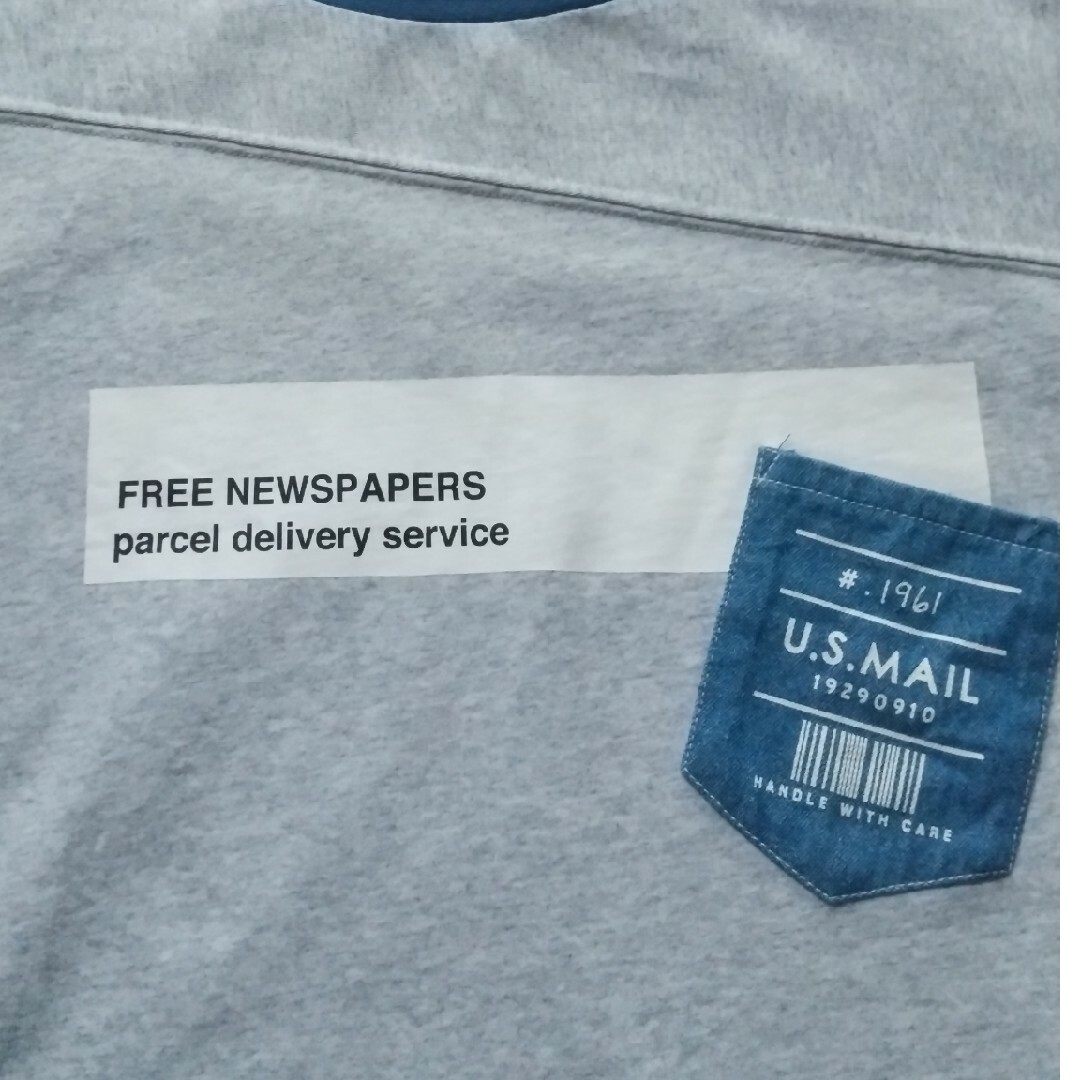 FREE NEWSPAPERS
parcel delivery service
#.1961
U.S.MAIL
19290910
HANDLE WITH CARE